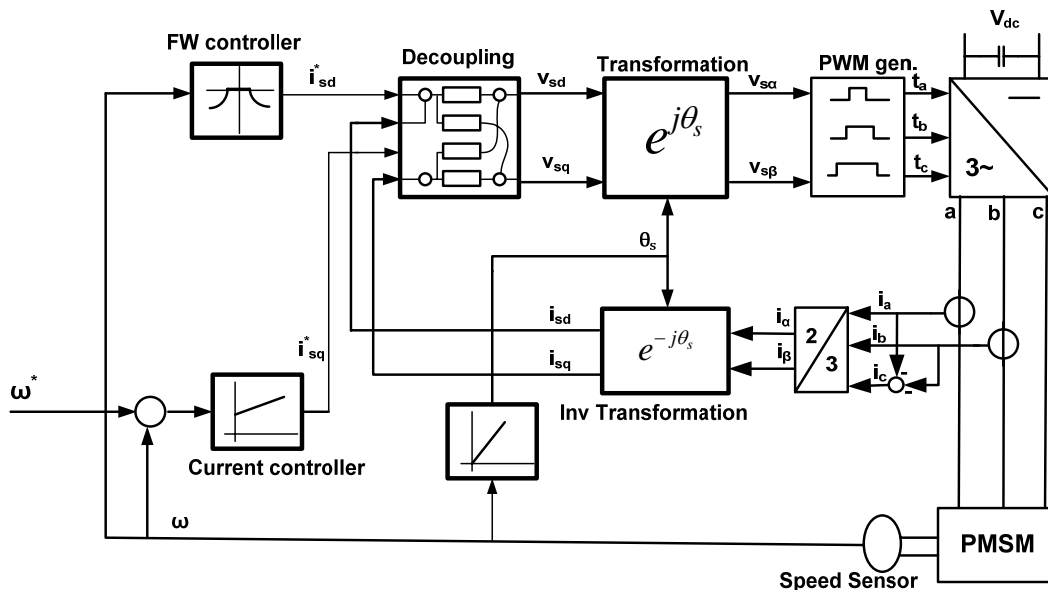 V_dc
FW controller
i*_sd
Decoupling
Transformation
PWM gen.
v_sd
v_sα
t_a
e^{jθ_s}
t_b
v_sq
v_sβ
t_c
3~
a
b
c
θ_s
i_sd
i_α
i_a
e^{-jθ_s}
2
3
i_b
i*_sq
i_sq
i_β
i_c
-
-
ω*
Inv Transformation
Current controller
ω
PMSM
Speed Sensor